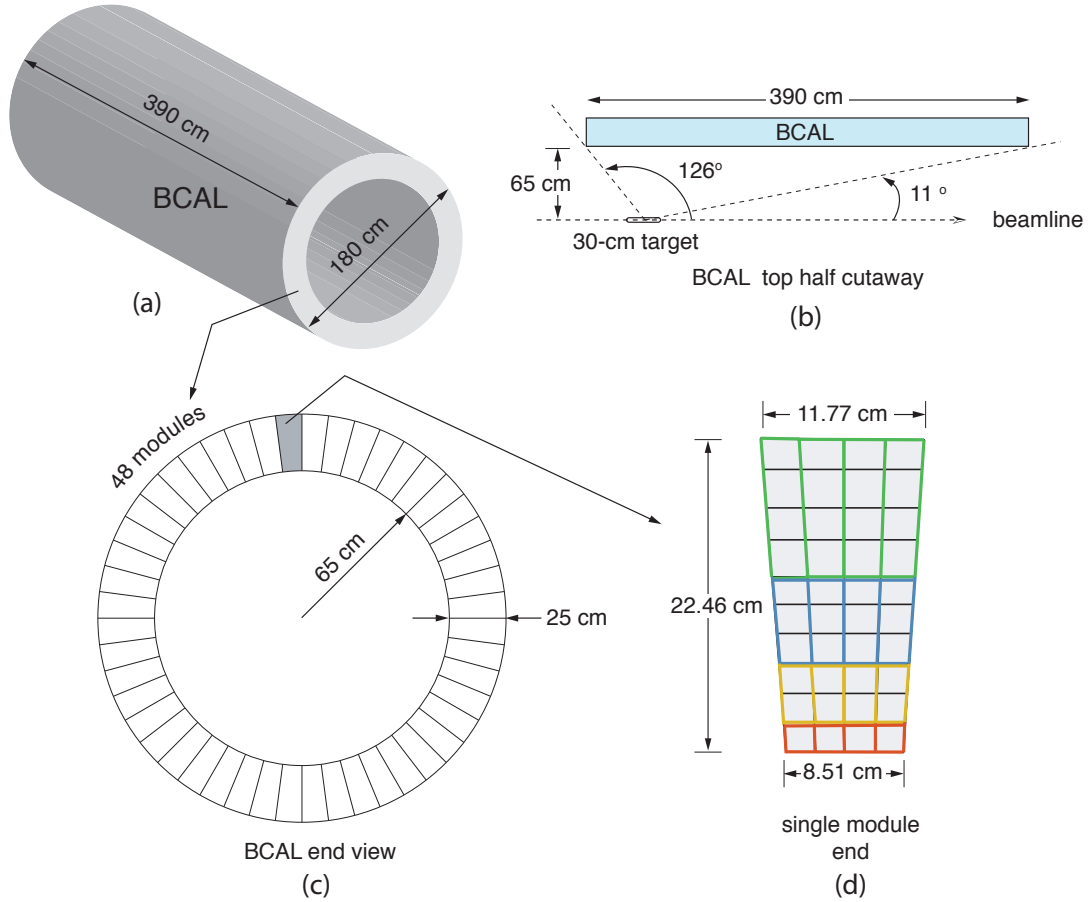 390 cm
BCAL
180 cm
(a)
390 cm
BCAL
65 cm
126o
11 o
beamline
30-cm target
BCAL top half cutaway
(b)
48 modules
65 cm
25 cm
BCAL end view
(c)
11.77 cm
22.46 cm
8.51 cm
single module
end
(d)